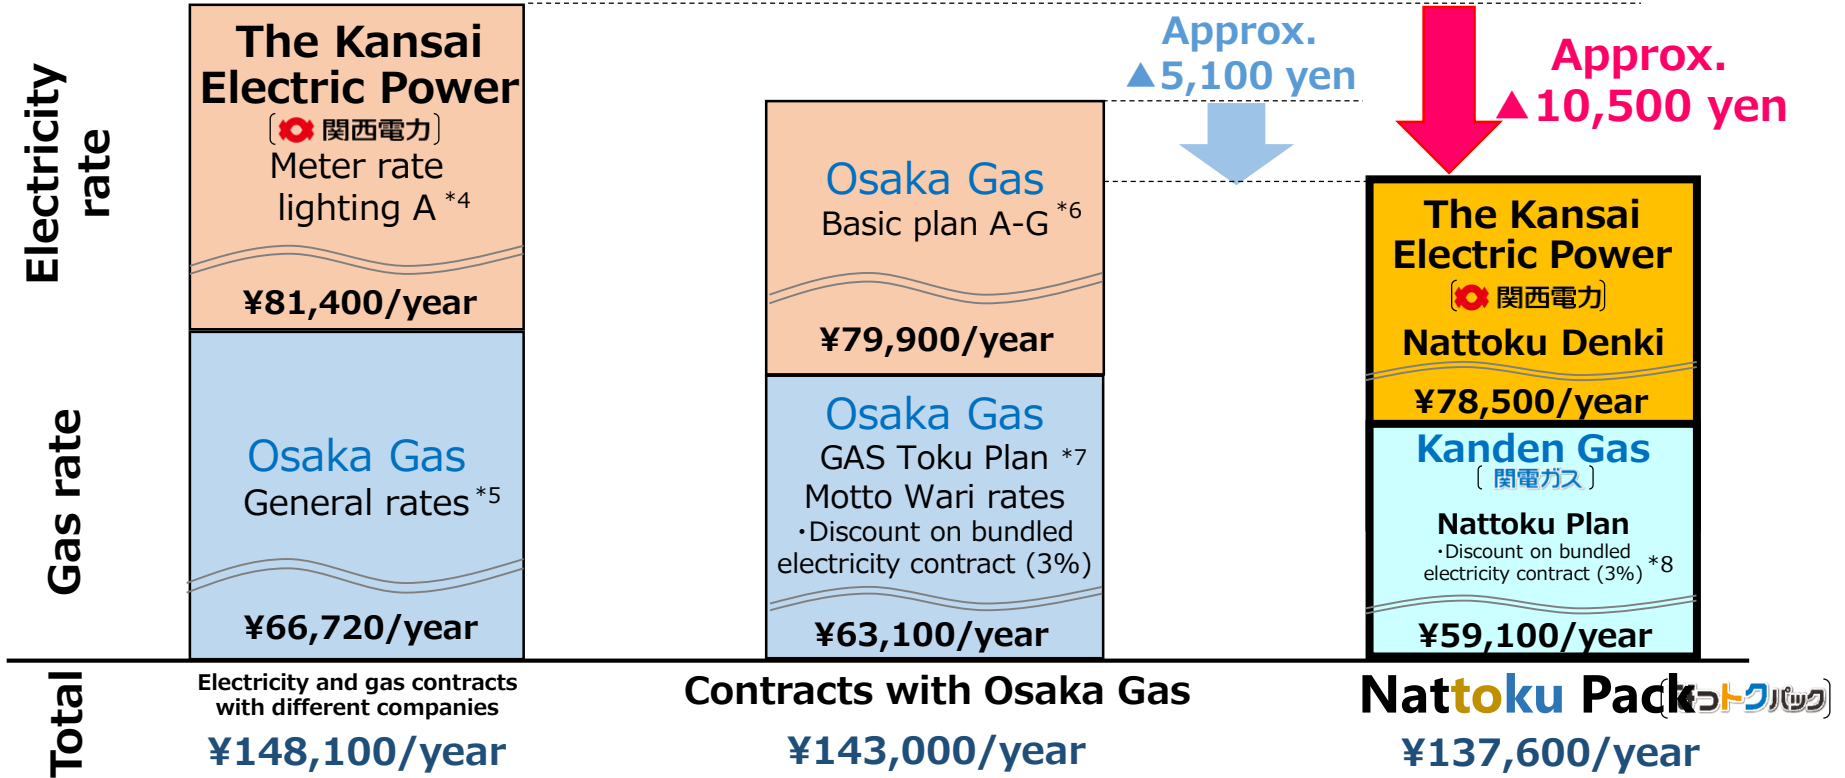 Electricity
rate
Gas rate
Total
The Kansai
Electric Power
〔関西電力〕
Meter rate
lighting A *4
¥81,400/year
Osaka Gas
General rates *5
¥66,720/year
Electricity and gas contracts
with different companies
¥148,100/year
Osaka Gas
Basic plan A-G *6
¥79,900/year
Osaka Gas
GAS Toku Plan *7
Motto Wari rates
・Discount on bundled
electricity contract (3%)
¥63,100/year
Contracts with Osaka Gas
¥143,000/year
Approx.
▲5,100 yen
Approx.
▲10,500 yen
The Kansai
Electric Power
〔関西電力〕
Nattoku Denki
¥78,500/year
Kanden Gas
〔関電ガス〕
Nattoku Plan
・Discount on bundled
electricity contract (3%) *8
¥59,100/year
Nattoku Pack〔なっトクパック〕
¥137,600/year